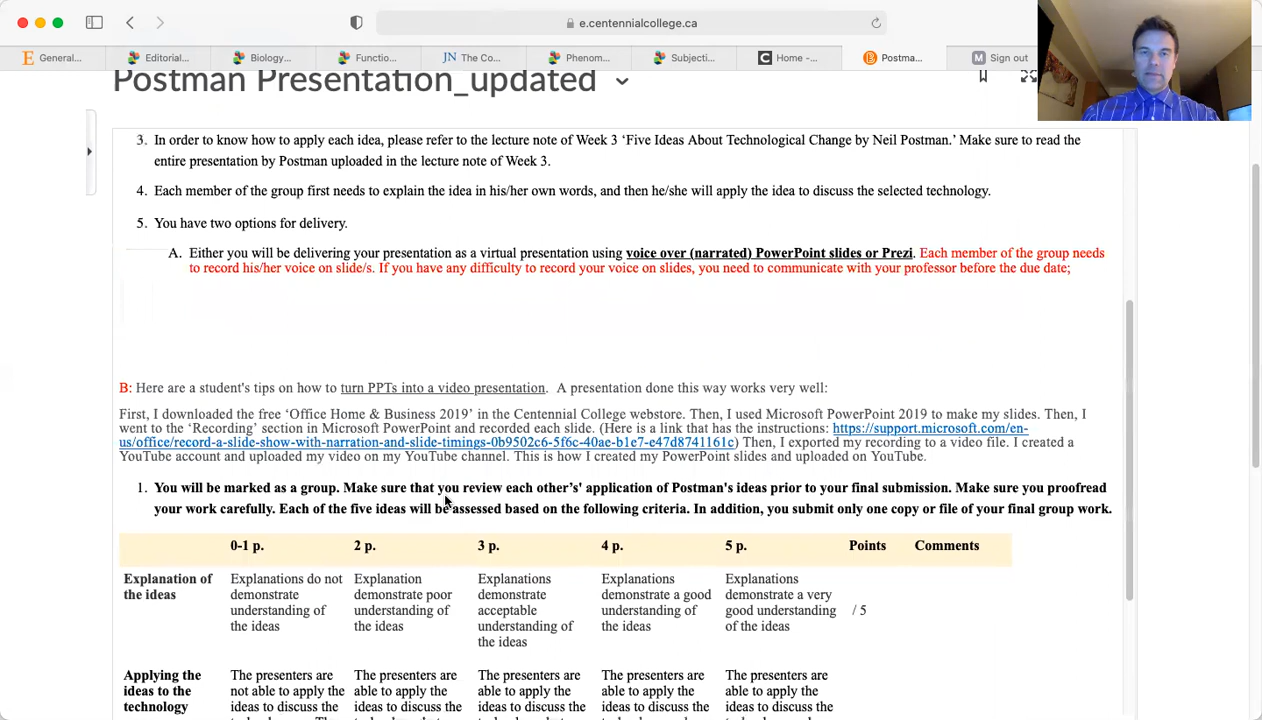 e.centennialcollege.ca
General...
Editorial...
Biology...
Functio...
JN The Co...
Phenom...
Subjecti...
Home -...
Postma...
M Sign out
Postman Presentation_updated
3. In order to know how to apply each idea, please refer to the lecture note of Week 3 ‘Five Ideas About Technological Change by Neil Postman.’ Make sure to read the
entire presentation by Postman uploaded in the lecture note of Week 3.
4. Each member of the group first needs to explain the idea in his/her own words, and then he/she will apply the idea to discuss the selected technology.
5. You have two options for delivery.
A. Either you will be delivering your presentation as a virtual presentation using voice over (narrated) PowerPoint slides or Prezi. Each member of the group needs
to record his/her voice on slide/s. If you have any difficulty to record your voice on slides, you need to communicate with your professor before the due date;
B: Here are a student's tips on how to turn PPTs into a video presentation. A presentation done this way works very well:
First, I downloaded the free ‘Office Home & Business 2019’ in the Centennial College webstore. Then, I used Microsoft PowerPoint 2019 to make my slides. Then, I
went to the ‘Recording’ section in Microsoft PowerPoint and recorded each slide. (Here is a link that has the instructions: https://support.microsoft.com/en-
us/office/record-a-slide-show-with-narration-and-slide-timings-0b9502c6-5f6c-40ae-b1e7-e47d8741161c) Then, I exported my recording to a video file. I created a
YouTube account and uploaded my video on my YouTube channel. This is how I created my PowerPoint slides and uploaded on YouTube.
1. You will be marked as a group. Make sure that you review each other’s' application of Postman's ideas prior to your final submission. Make sure you proofread
your work carefully. Each of the five ideas will be assessed based on the following criteria. In addition, you submit only one copy or file of your final group work.
0-1 p. 2 p. 3 p. 4 p. 5 p. Points Comments
Explanation of Explanations do not Explanation Explanations Explanations Explanations
the ideas demonstrate demonstrate poor demonstrate demonstrate a good demonstrate a very
understanding of understanding of acceptable understanding of good understanding / 5
the ideas the ideas understanding of the ideas of the ideas
the ideas
Applying the The presenters are The presenters are The presenters are The presenters are The presenters are
ideas to the not able to apply the able to apply the able to apply the able to apply the able to apply the
technology ideas to discuss the ideas to discuss the ideas to discuss the ideas to discuss the ideas to discuss the